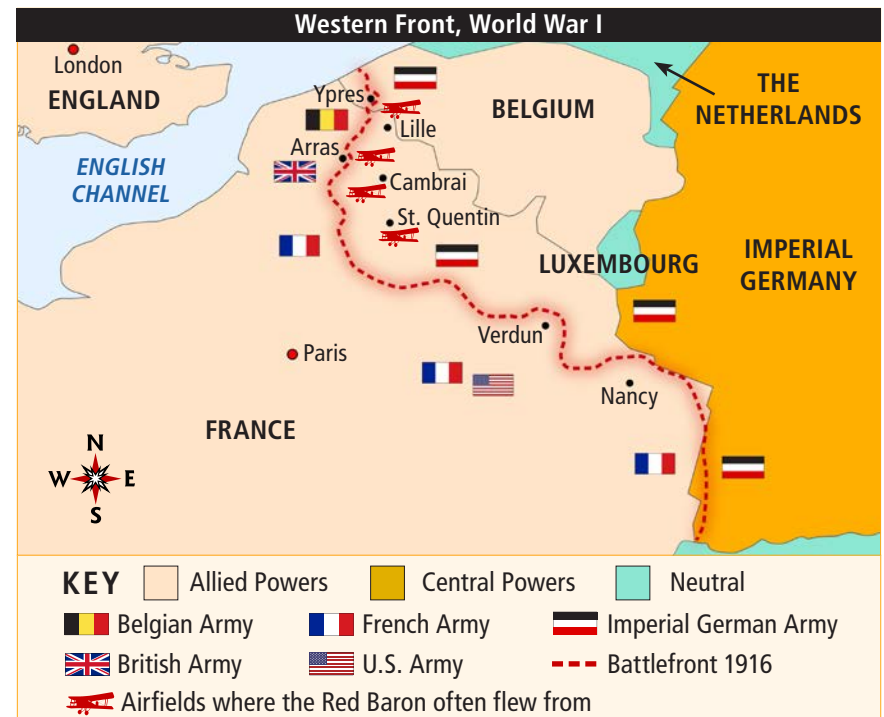 Western Front, World War I
London
ENGLAND
Ypres
BELGIUM
THE
NETHERLANDS
Lille
Arras
ENGLISH
CHANNEL
Cambrai
St. Quentin
LUXEMBOURG
IMPERIAL
GERMANY
Verdun
Paris
Nancy
FRANCE
N
W
E
S
KEY
Allied Powers
Central Powers
Neutral
Belgian Army
French Army
Imperial German Army
British Army
U.S. Army
Battlefront 1916
Airfields where the Red Baron often flew from